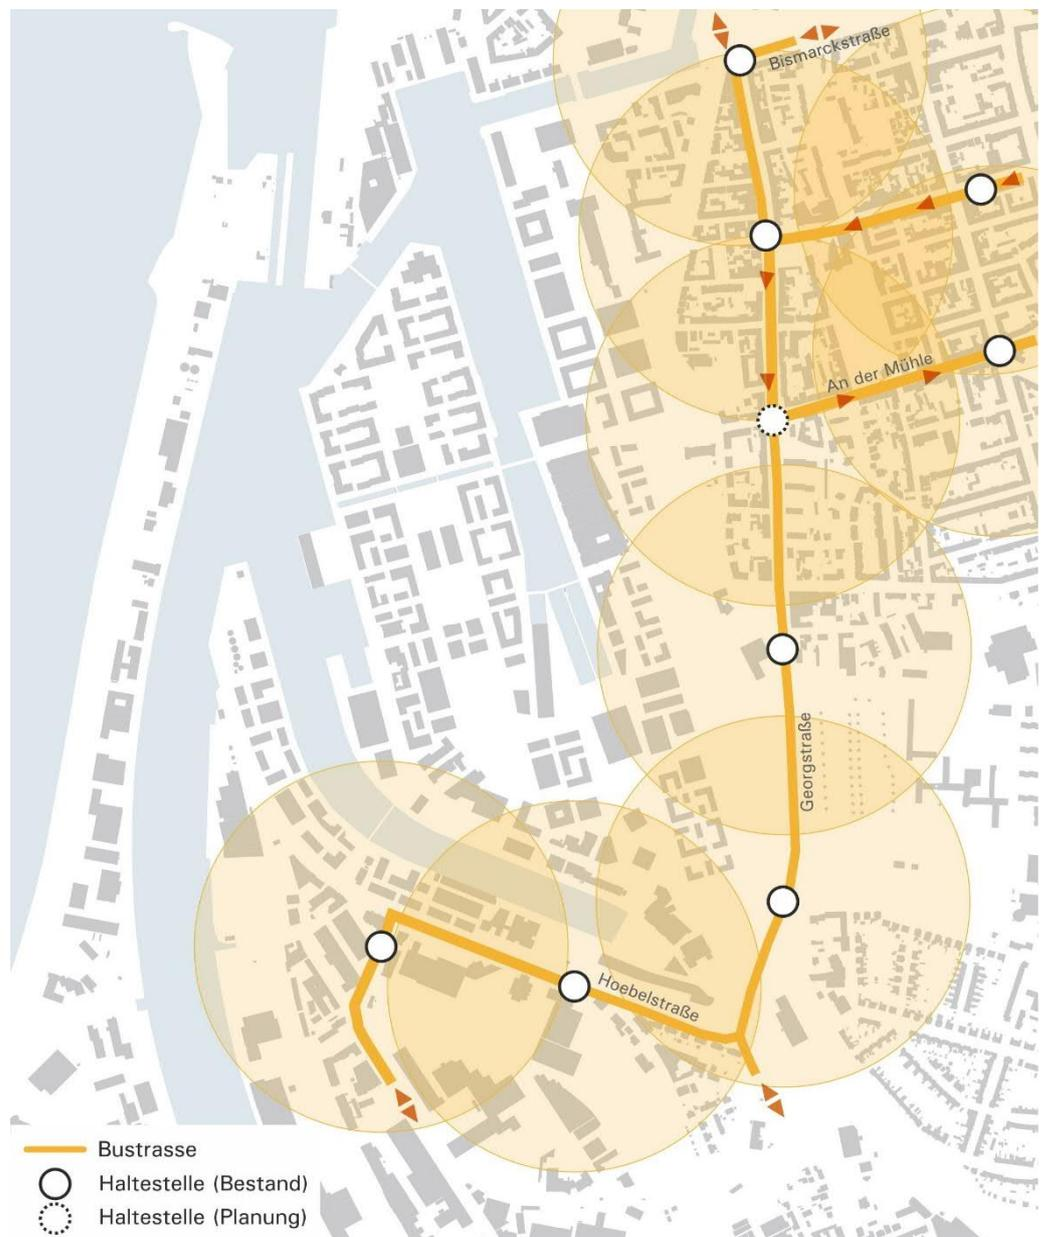 Bismarckstraße
An der Mühle
Georgstraße
Hoebelstraße
Bustrasse
Haltestelle (Bestand)
Haltestelle (Planung)